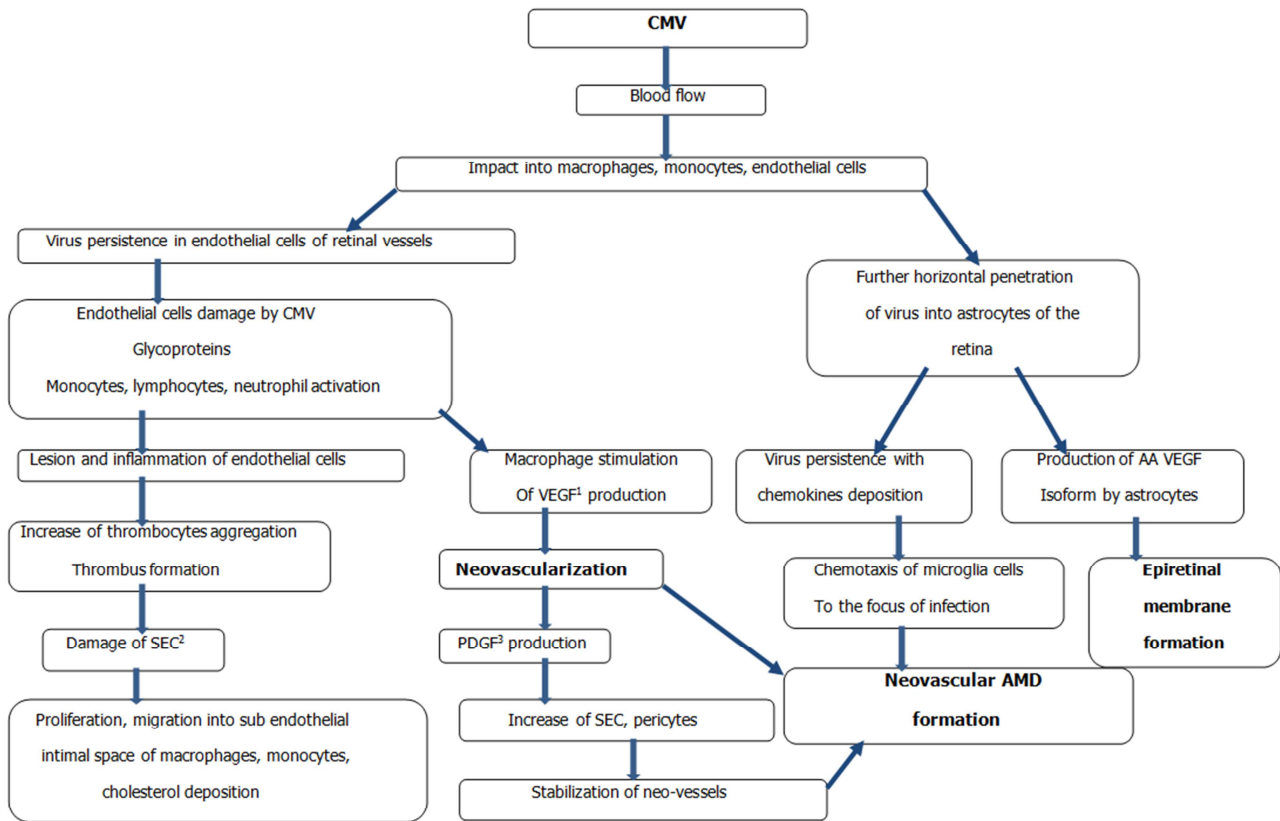 CMV
Blood flow
Impact into macrophages, monocytes, endothelial cells
Virus persistence in endothelial cells of retinal vessels
Further horizontal penetration
of virus into astrocytes of the
retina
Endothelial cells damage by CMV
Glycoproteins
Monocytes, lymphocytes, neutrophil activation
Lesion and inflammation of endothelial cells
Macrophage stimulation
Of VEGF¹ production
Virus persistence with
chemokines deposition
Production of AA VEGF
Isoform by astrocytes
Increase of thrombocytes aggregation
Thrombus formation
Neovascularization
Chemotaxis of microglia cells
To the focus of infection
Epiretinal
membrane
formation
Damage of SEC²
PDGF³ production
Neovascular AMD
formation
Proliferation, migration into sub endothelial
intimal space of macrophages, monocytes,
cholesterol deposition
Increase of SEC, pericytes
Stabilization of neo-vessels